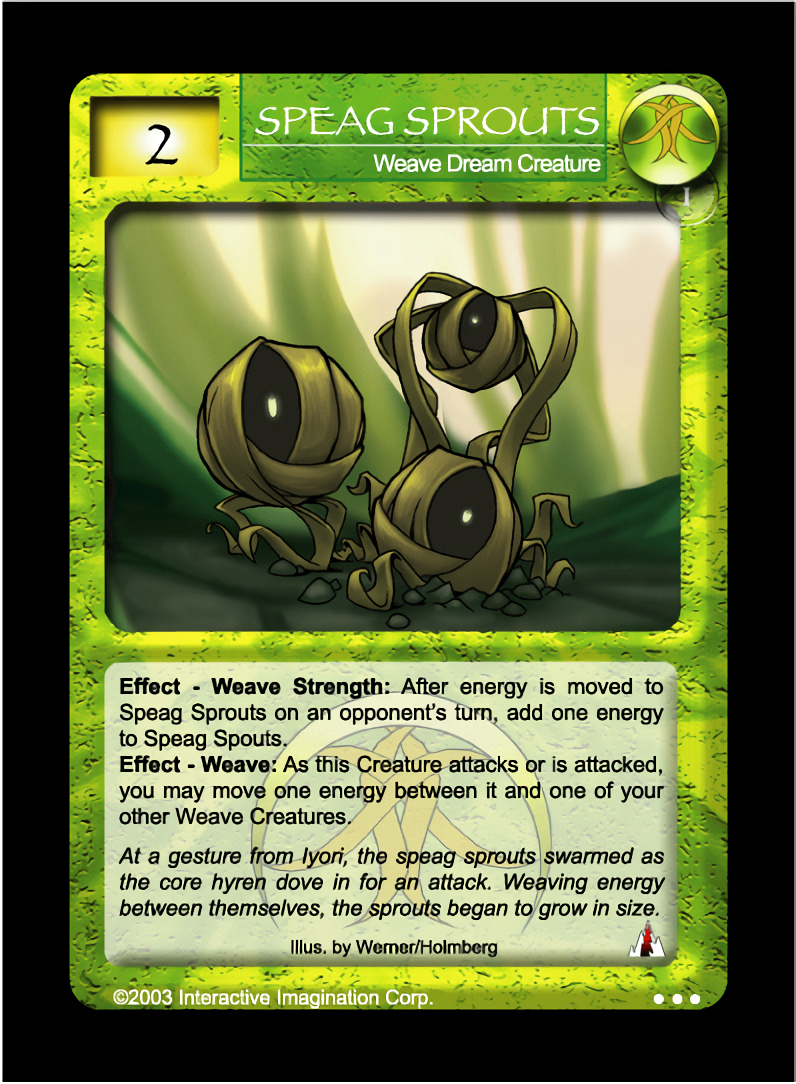 2
SPEAG SPROUTS
Weave Dream Creature
1
Effect - Weave Strength: After energy is moved to
Speag Sprouts on an opponent's turn, add one energy
to Speag Spouts.
Effect - Weave: As this Creature attacks or is attacked,
you may move one energy between it and one of your
other Weave Creatures.
At a gesture from Iyori, the speag sprouts swarmed as
the core hyren dove in for an attack. Weaving energy
between themselves, the sprouts began to grow in size.
Illus. by Werner/Holmberg
©2003 Interactive Imagination Corp.